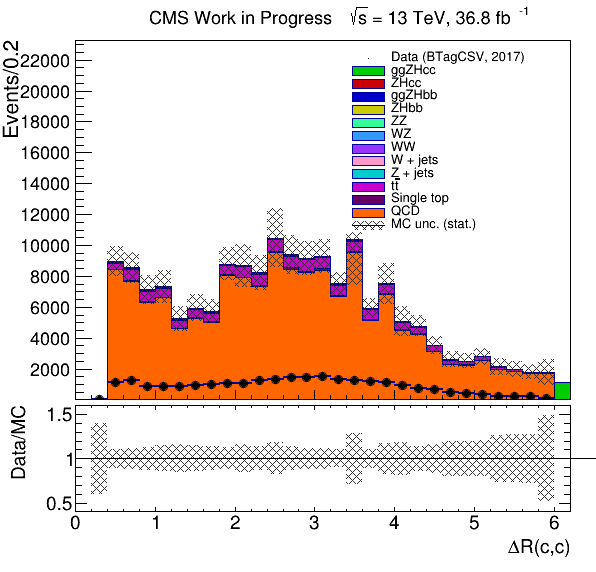 CMS Work in Progress √s = 13 TeV, 36.8 fb⁻¹
Events/0.2
22000
20000
18000
16000
14000
12000
10000
8000
6000
4000
2000
Data (BTagCSV, 2017)
ggZHcc
ZHcc
ggZHbb
ZHbb
ZZ
WZ
WW
W + jets
Z + jets
tt̅
Single top
QCD
MC unc. (stat.)
Data/MC
1.5
1
0.5
0 1 2 3 4 5 6
ΔR(c,c)